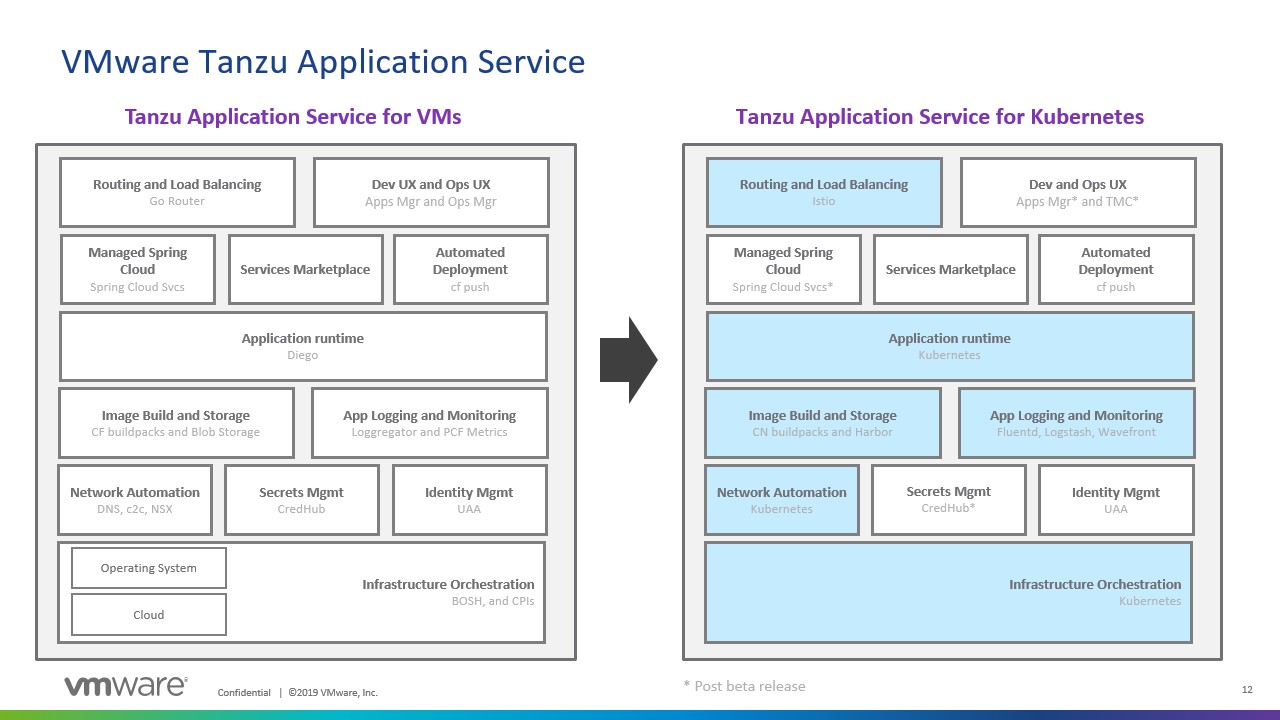 VMware Tanzu Application Service
Tanzu Application Service for VMs
Routing and Load Balancing
Go Router
Dev UX and Ops UX
Apps Mgr and Ops Mgr
Managed Spring
Cloud
Spring Cloud Svcs
Services Marketplace
Automated
Deployment
cf push
Application runtime
Diego
Image Build and Storage
CF buildpacks and Blob Storage
App Logging and Monitoring
Loggregator and PCF Metrics
Network Automation
DNS, c2c, NSX
Secrets Mgmt
CredHub
Identity Mgmt
UAA
Operating System
Cloud
Infrastructure Orchestration
BOSH, and CPIs
Tanzu Application Service for Kubernetes
Routing and Load Balancing
Istio
Dev and Ops UX
Apps Mgr* and TMC*
Managed Spring
Cloud
Spring Cloud Svcs*
Services Marketplace
Automated
Deployment
cf push
Application runtime
Kubernetes
Image Build and Storage
CN buildpacks and Harbor
App Logging and Monitoring
Fluentd, Logstash, Wavefront
Network Automation
Kubernetes
Secrets Mgmt
CredHub*
Identity Mgmt
UAA
Infrastructure Orchestration
Kubernetes
vmware®
Confidential | ©2019 VMware, Inc.
* Post beta release
12